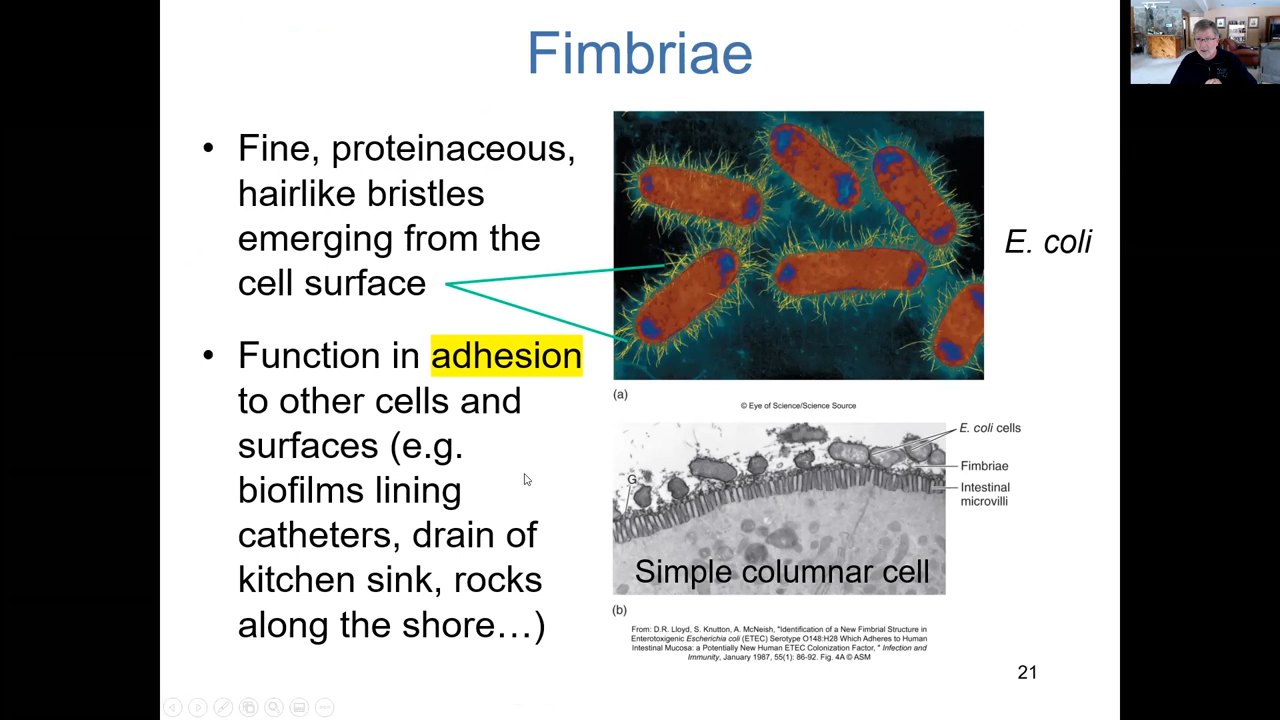 Fimbriae
• Fine, proteinaceous,
hairlike bristles
emerging from the
cell surface
• Function in adhesion
to other cells and
surfaces (e.g.
biofilms lining
catheters, drain of
kitchen sink, rocks
along the shore…)
E. coli
(a)
© Eye of Science/Science Source
E. coli cells
Fimbriae
Intestinal
microvilli
G
Simple columnar cell
(b)
From: D.R. Lloyd, S. Knutton, A. McNeish, "Identification of a New Fimbrial Structure in
Enterotoxigenic Escherichia coli (ETEC) Serotype O148:H28 Which Adheres to Human
Intestinal Mucosa: a Potentially New Human ETEC Colonization Factor, " Infection and
Immunity, January 1987, 55(1): 86-92. Fig. 4A © ASM
21